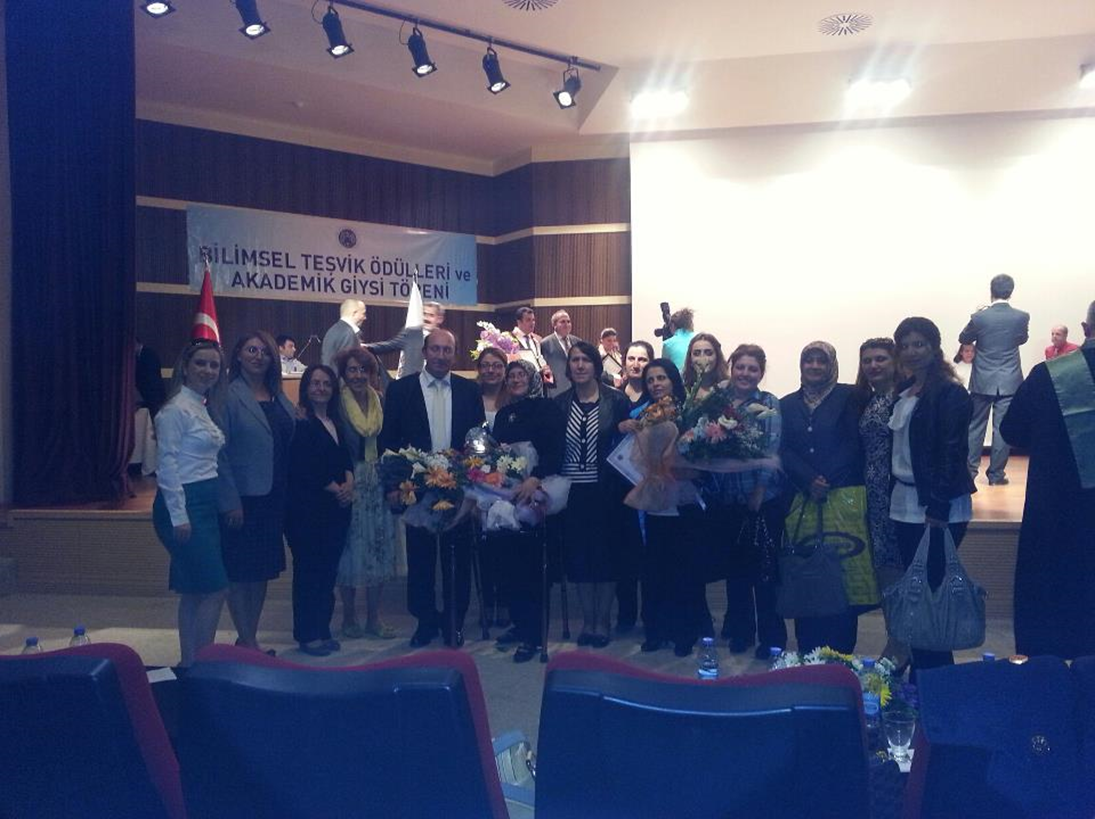 BİLİMSEL TEŞVİK ÖDÜLLERİ ve
AKADEMİK GİYSİ TÖRENİ